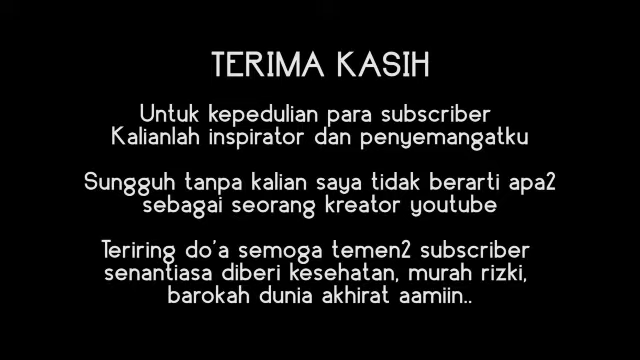 TERIMA KASIH
Untuk kepedulian para subscriber
Kalianlah inspirator dan penyemangatku
Sungguh tanpa kalian saya tidak berarti apa2
sebagai seorang kreator youtube
Teriring do'a semoga temen2 subscriber
senantiasa diberi kesehatan, murah rizki,
barokah dunia akhirat aamiin..